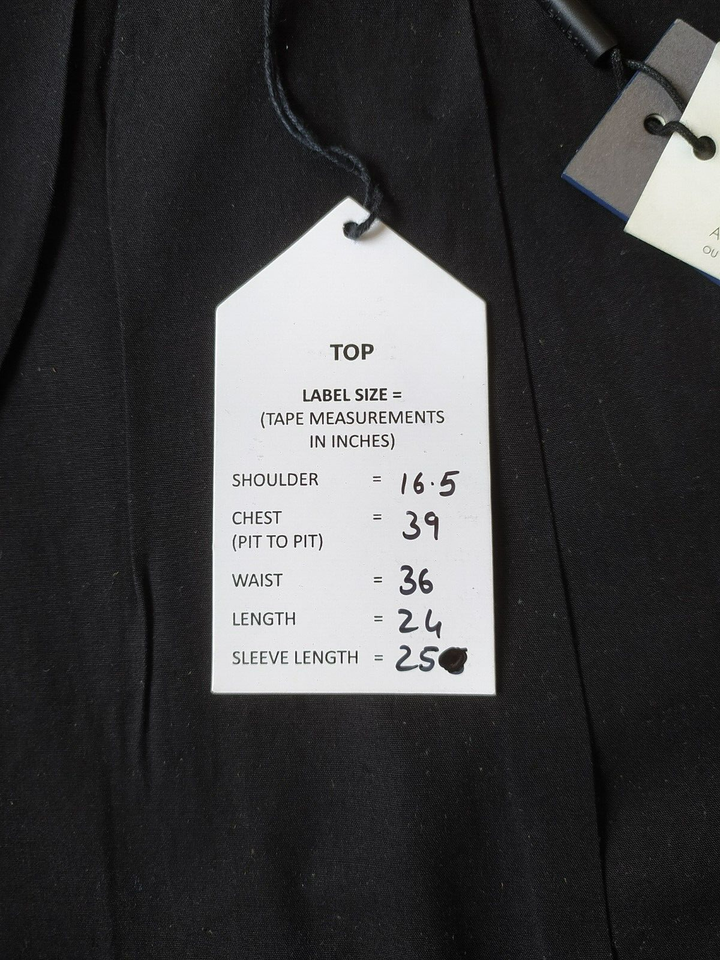 TOP
LABEL SIZE =
(TAPE MEASUREMENTS
IN INCHES)
SHOULDER = 16.5
CHEST = 39
(PIT TO PIT)
WAIST = 36
LENGTH = 24
SLEEVE LENGTH = 25